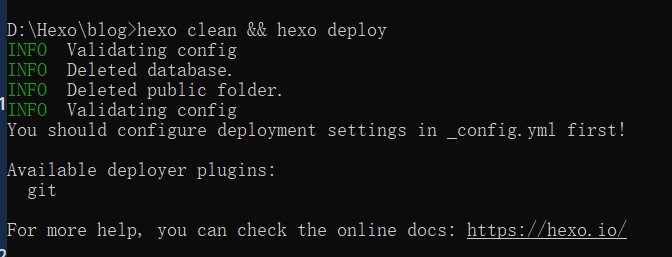 D:\Hexo\blog>hexo clean && hexo deploy
INFO  Validating config
INFO  Deleted database.
INFO  Deleted public folder.
INFO  Validating config
You should configure deployment settings in _config.yml first!
Available deployer plugins:
  git
For more help, you can check the online docs: https://hexo.io/